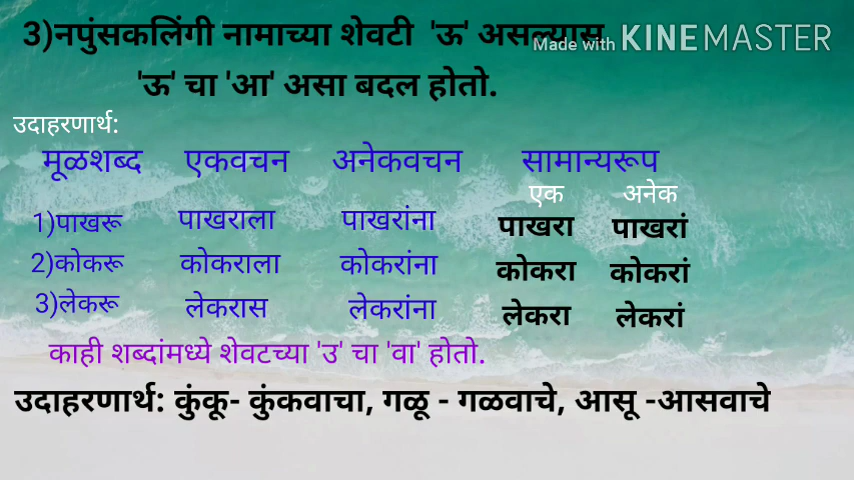 3)नपुंसकलिंगी नामाच्या शेवटी 'ऊ' असल्यास
Made with KINEMASTER
'ऊ' चा 'आ' असा बदल होतो.
उदाहरणार्थ:
मूळशब्द एकवचन अनेकवचन सामान्यरूप
एक अनेक
1)पाखरू पाखराला पाखरांना पाखरा पाखरां
2)कोकरू कोकराला कोकरांना कोकरा कोकरां
3)लेकरू लेकरास लेकरांना लेकरा लेकरां
काही शब्दांमध्ये शेवटच्या 'उ' चा 'वा' होतो.
उदाहरणार्थ: कुंकू- कुंकवाचा, गळू - गळवाचे, आसू -आसवाचे